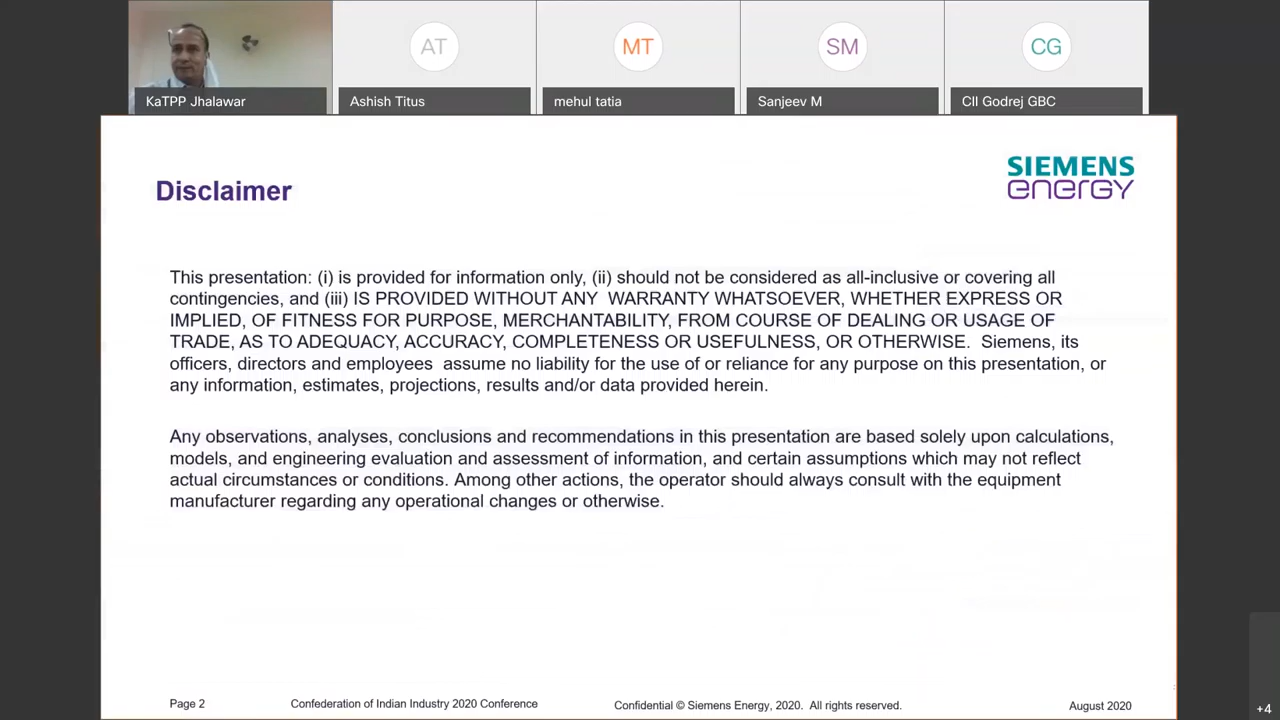 AT
MT
SM
CG
KaTPP Jhalawar
Ashish Titus
mehul tatia
Sanjeev M
CII Godrej GBC
SIEMENS
energy
Disclaimer
This presentation: (i) is provided for information only, (ii) should not be considered as all-inclusive or covering all
contingencies, and (iii) IS PROVIDED WITHOUT ANY WARRANTY WHATSOEVER, WHETHER EXPRESS OR
IMPLIED, OF FITNESS FOR PURPOSE, MERCHANTABILITY, FROM COURSE OF DEALING OR USAGE OF
TRADE, AS TO ADEQUACY, ACCURACY, COMPLETENESS OR USEFULNESS, OR OTHERWISE. Siemens, its
officers, directors and employees assume no liability for the use of or reliance for any purpose on this presentation, or
any information, estimates, projections, results and/or data provided herein.
Any observations, analyses, conclusions and recommendations in this presentation are based solely upon calculations,
models, and engineering evaluation and assessment of information, and certain assumptions which may not reflect
actual circumstances or conditions. Among other actions, the operator should always consult with the equipment
manufacturer regarding any operational changes or otherwise.
Page 2
Confederation of Indian Industry 2020 Conference
Confidential © Siemens Energy, 2020. All rights reserved.
August 2020
+4